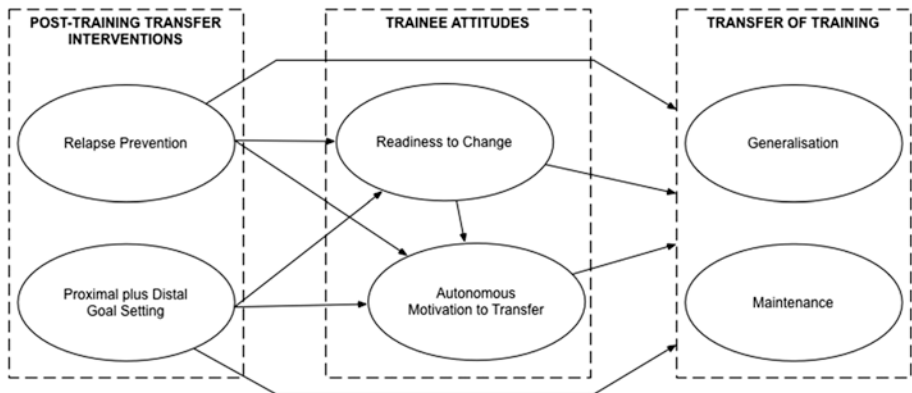 POST-TRAINING TRANSFER
INTERVENTIONS
TRAINEE ATTITUDES
TRANSFER OF TRAINING
Relapse Prevention
Readiness to Change
Generalisation
Proximal plus Distal
Goal Setting
Autonomous
Motivation to Transfer
Maintenance